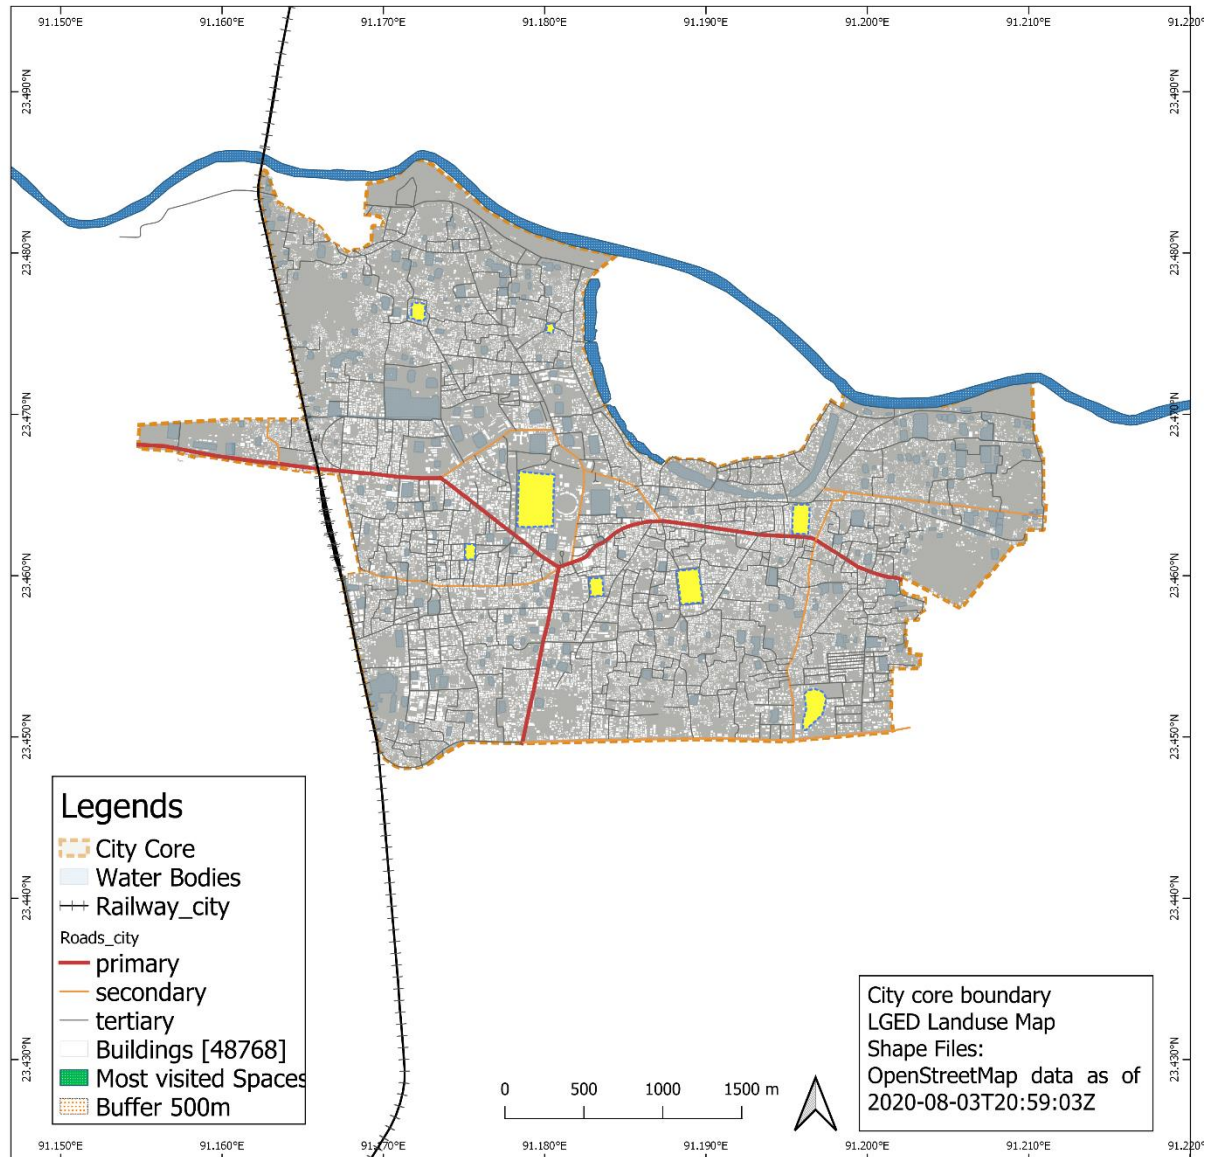 91.150°E 91.160°E 91.170°E 91.180°E 91.190°E 91.200°E 91.210°E 91.220°E
23.490°N 23.490°N
23.480°N 23.480°N
23.470°N 23.470°N
23.460°N 23.460°N
23.450°N 23.450°N
23.440°N 23.440°N
23.430°N 23.430°N
Legends
City Core
Water Bodies
Railway_city
Roads_city
primary
secondary
tertiary
Buildings [48768]
Most visited Spaces
Buffer 500m
0 500 1000 1500 m
City core boundary
LGED Landuse Map
Shape Files:
OpenStreetMap data as of
2020-08-03T20:59:03Z
91.150°E 91.160°E 91.170°E 91.180°E 91.190°E 91.200°E 91.210°E 91.220°E